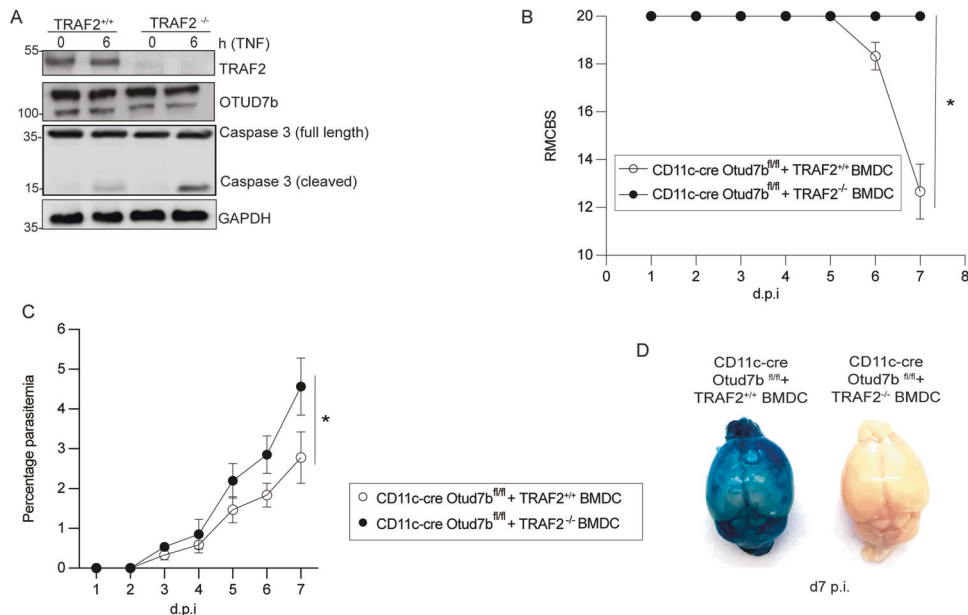 A
TRAF2+/+ TRAF2 -/-
0 6 0 6 h (TNF)
55
TRAF2
OTUD7b
100
35
Caspase 3 (full length)
15
Caspase 3 (cleaved)
35
GAPDH
B
20
18
16
14
12
10
RMCBS
CD11c-cre Otud7bfl/fl + TRAF2+/+ BMDC
CD11c-cre Otud7bfl/fl + TRAF2-/- BMDC
*
0 1 2 3 4 5 6 7 8
d.p.i
C
6
5
4
3
2
1
0
Percentage parasitemia
*
1 2 3 4 5 6 7
d.p.i
CD11c-cre Otud7bfl/fl + TRAF2+/+ BMDC
CD11c-cre Otud7bfl/fl + TRAF2-/- BMDC
D
CD11c-cre
Otud7b fl/fl+
TRAF2+/+ BMDC
CD11c-cre
Otud7b fl/fl+
TRAF2-/- BMDC
d7 p.i.